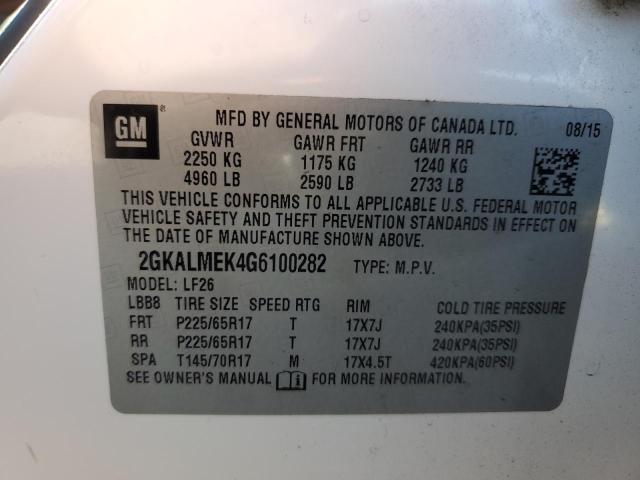 GM
MFD BY GENERAL MOTORS OF CANADA LTD. 08/15
GVWR GAWR FRT GAWR RR
2250 KG 1175 KG 1240 KG
4960 LB 2590 LB 2733 LB
THIS VEHICLE CONFORMS TO ALL APPLICABLE U.S. FEDERAL MOTOR
VEHICLE SAFETY AND THEFT PREVENTION STANDARDS IN EFFECT ON
THE DATE OF MANUFACTURE SHOWN ABOVE.
2GKALMEK4G6100282 TYPE: M.P.V.
MODEL: LF26
LBB8 TIRE SIZE SPEED RTG RIM COLD TIRE PRESSURE
FRT P225/65R17 T 17X7J 240KPA(35PSI)
RR P225/65R17 T 17X7J 240KPA(35PSI)
SPA T145/70R17 M 17X4.5T 420KPA(60PSI)
SEE OWNER'S MANUAL i FOR MORE INFORMATION.